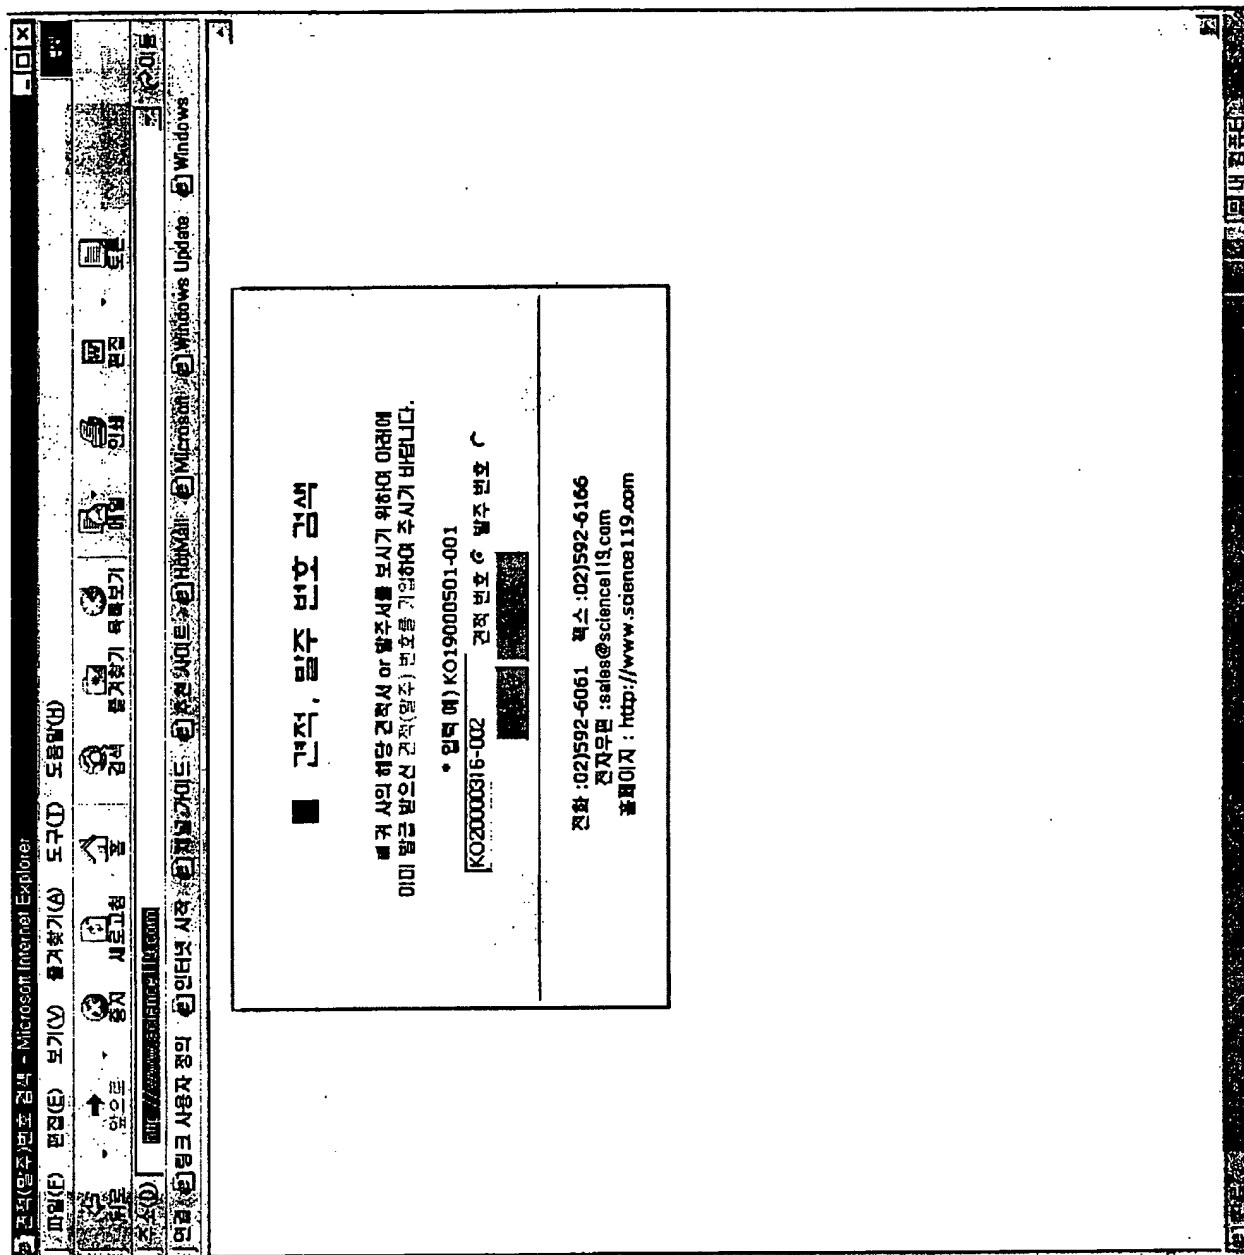 견적(발주)번호 검색 - Microsoft Internet Explorer
파일(F) 편집(E) 보기(V) 즐겨찾기(A) 도구(T) 도움말(H)
뒤로 앞으로 중지 새로고침 홈 검색 즐겨찾기 목록보기 메일 인쇄 편집 토론
주소(D) http://www.science119.com 이동
연결 링크 사용자 정의 인터넷 시작 채널 가이드 추천 사이트 HotMail Microsoft Windows Update Windows
■ 견적, 발주 번호 검색
귀 사의 해당 견적서 or 발주서를 보시기 위하여 아래에
이미 발급 받으신 견적(발주) 번호를 기입하여 주시기 바랍니다.
* 입력 예) KO19000501-001
KO20000316-002 견적 번호 발주 번호
전화 :02)592-6061 팩스 :02)592-6166
전자우편 :sales@science119.com
홈페이지 : http://www.science119.com
내 컴퓨터